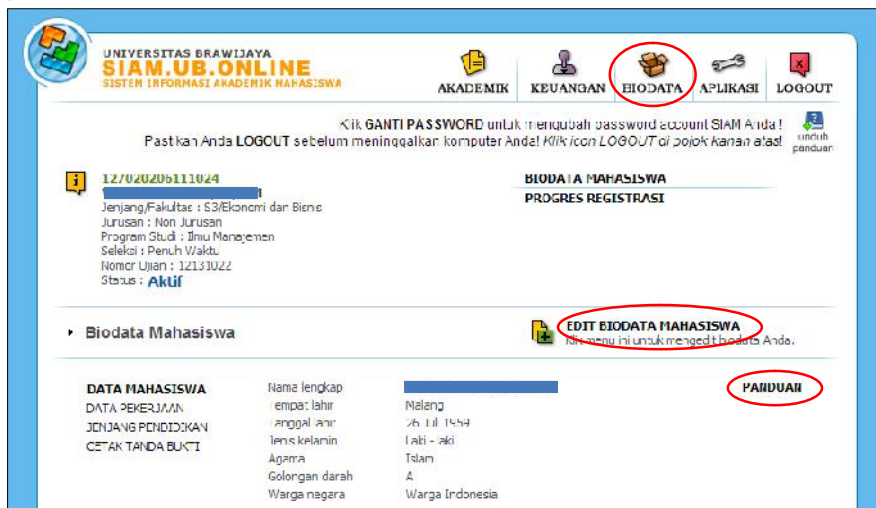 UNIVERSITAS BRAWIJAYA
SIAM.UB.ONLINE
SISTEM INFORMASI AKADEMIK MAHASISWA
AKADEMIK KEUANGAN BIODATA APLIKASI LOGOUT
Klik GANTI PASSWORD untuk mengubah password account SIAM Anda!
Pastikan Anda LOGOUT sebelum meninggalkan komputer Anda! Klik icon LOGOUT di pojok kanan atas!
unduh
panduan
127020206111024
Jenjang/Fakultas : S3/Ekonomi dan Bisnis
Jurusan : Non Jurusan
Program Studi : Ilmu Manajemen
Seleksi : Penuh Waktu
Nomor Ujian : 12131022
Status : Aktif
BIODATA MAHASISWA
PROGRES REGISTRASI
Biodata Mahasiswa
EDIT BIODATA MAHASISWA
Klik menu ini untuk mengedit biodata Anda.
DATA MAHASISWA
DATA PEKERJAAN
JENJANG PENDIDIKAN
CETAK TANDA BUKTI
Nama lengkap
Tempat lahir Malang
Tanggal lahir 26 Juli 1959
Jenis kelamin Laki - laki
Agama Islam
Golongan darah A
Warga negara Warga Indonesia
PANDUAN